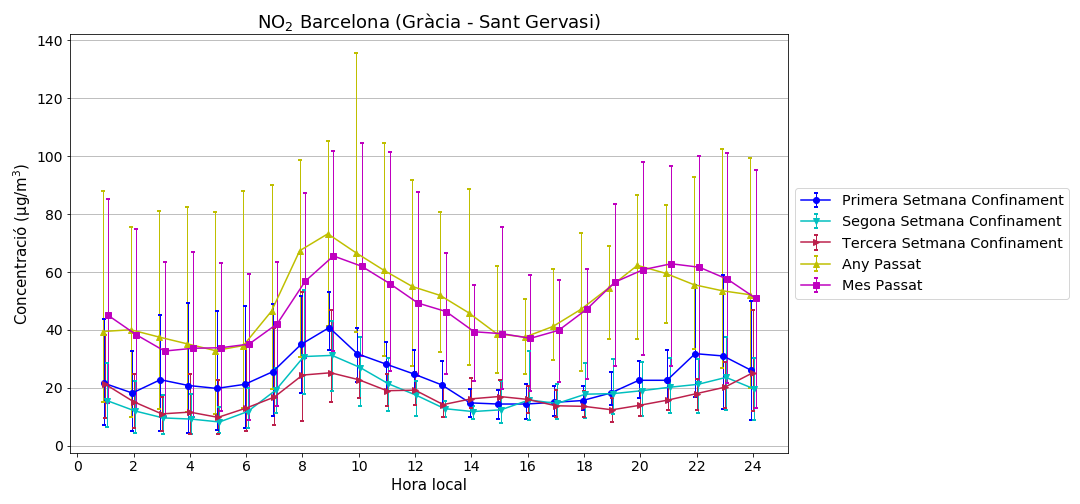 NO₂ Barcelona (Gràcia - Sant Gervasi)
140
120
100
80
60
40
20
0
Concentració (µg/m³)
0 2 4 6 8 10 12 14 16 18 20 22 24
Hora local
Primera Setmana Confinament
Segona Setmana Confinament
Tercera Setmana Confinament
Any Passat
Mes Passat